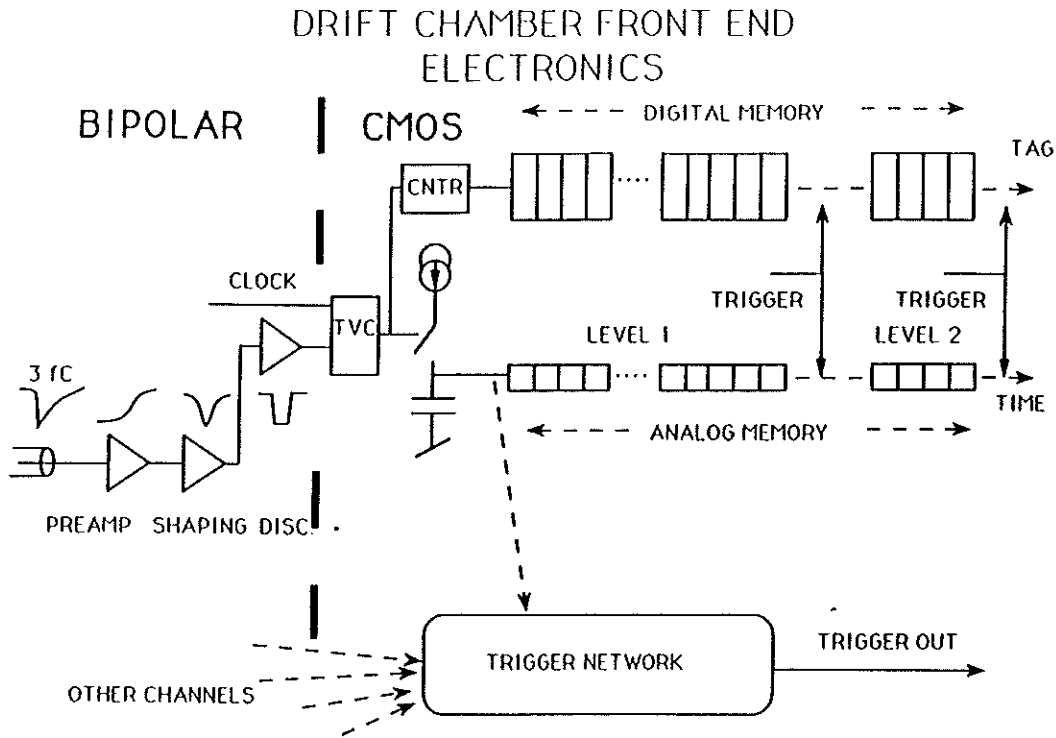 DRIFT CHAMBER FRONT END
ELECTRONICS
BIPOLAR
CMOS
DIGITAL MEMORY
TAG
CNTR
CLOCK
TVC
TRIGGER
TRIGGER
LEVEL 1
LEVEL 2
3 fC
TIME
ANALOG MEMORY
PREAMP SHAPING DISC.
TRIGGER NETWORK
TRIGGER OUT
OTHER CHANNELS